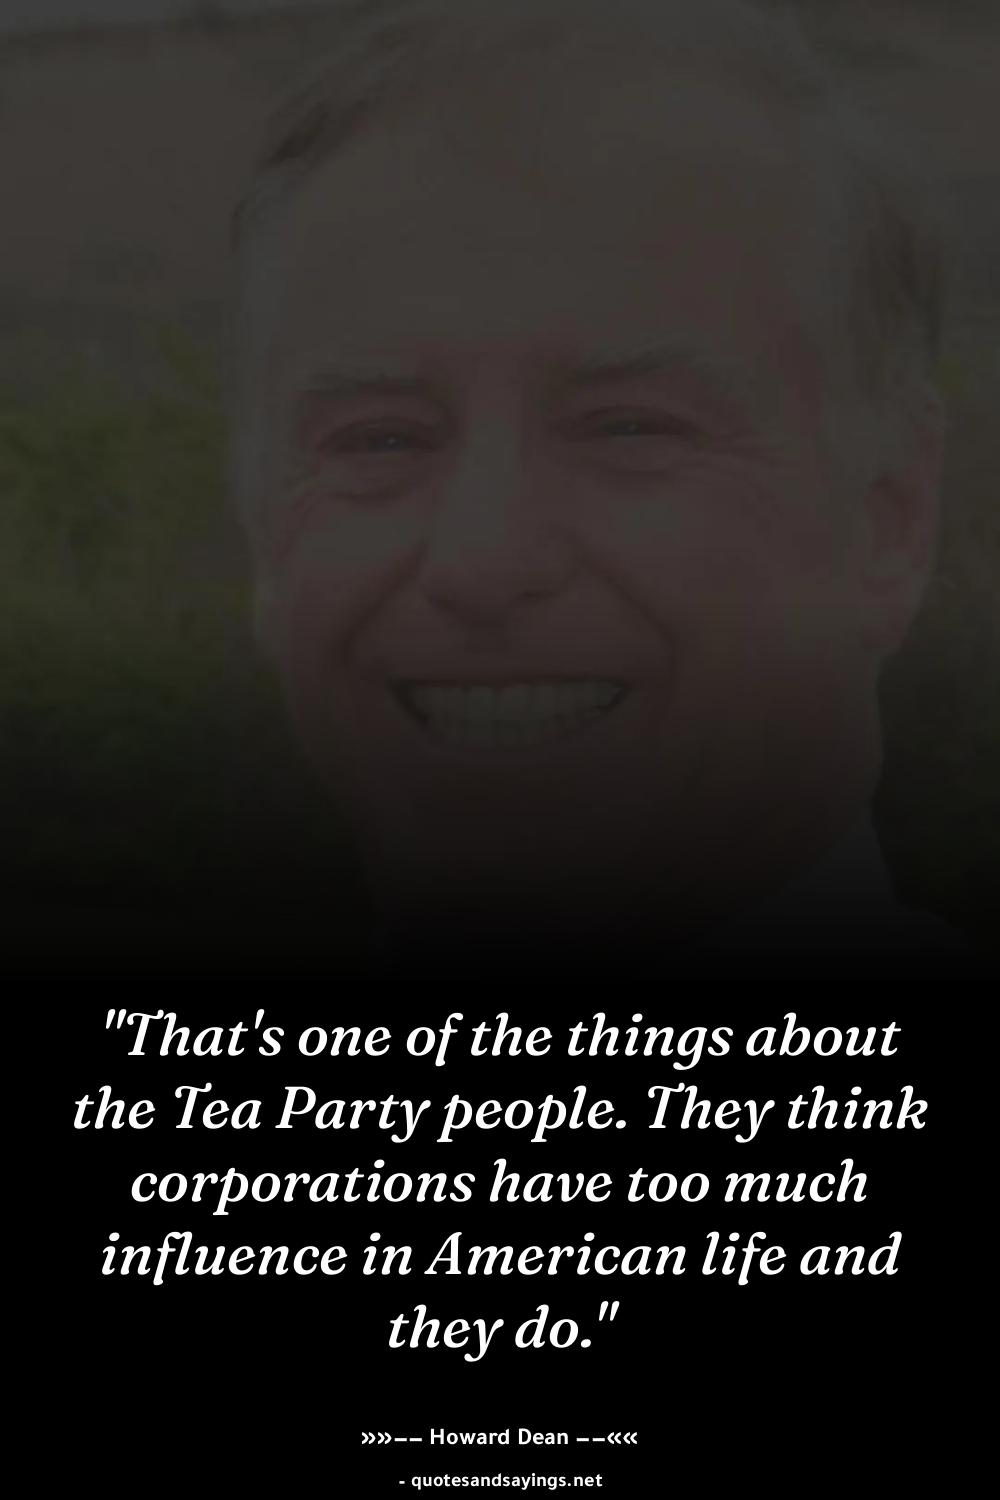 "That's one of the things about
the Tea Party people. They think
corporations have too much
influence in American life and
they do."
»»–– Howard Dean ––««
- quotesandsayings.net